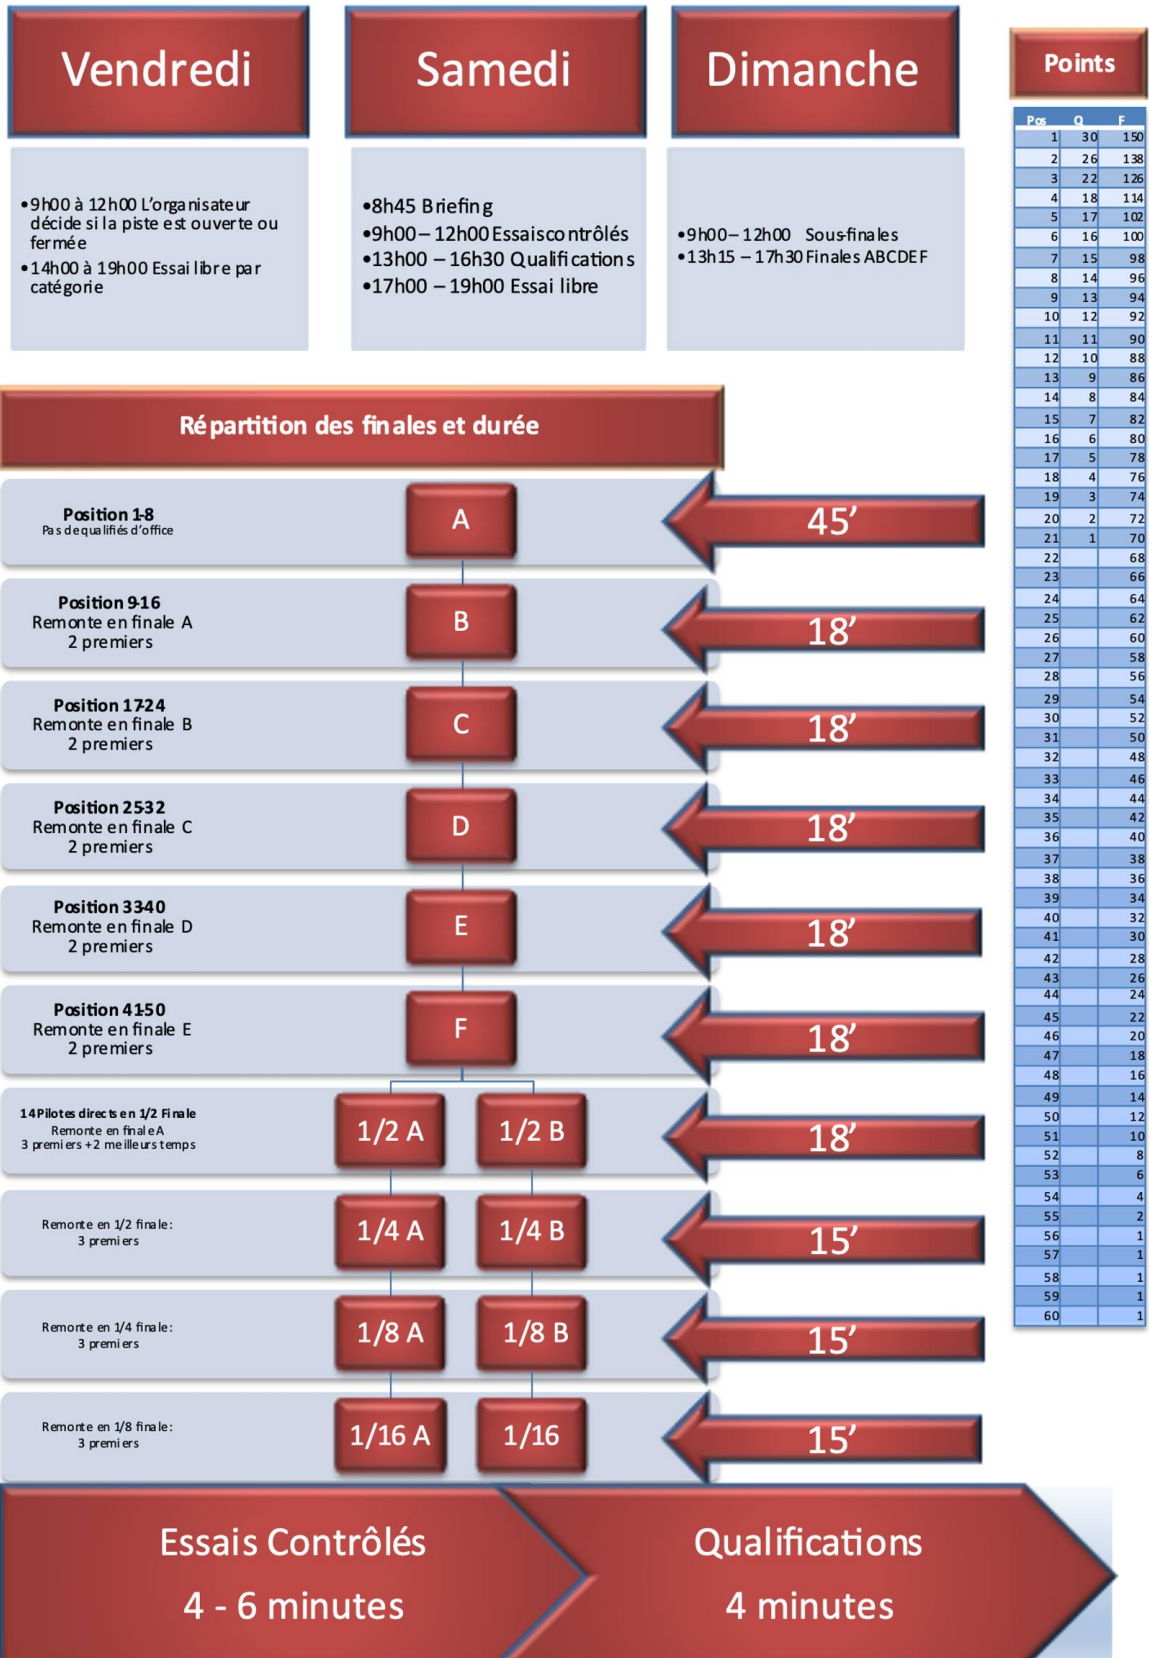 Vendredi
•9h00 à 12h00 L’organisateur
décide si la piste est ouverte ou
fermée
•14h00 à 19h00 Essai libre par
catégorie
Samedi
•8h45 Briefing
•9h00 – 12h00 Essais contrôlés
•13h00 – 16h30 Qualifications
•17h00 – 19h00 Essai libre
Dimanche
•9h00 – 12h00 Sous-finales
•13h15 – 17h30 Finales ABCDEF
Points
Pos Q F
1 30 150
2 26 138
3 22 126
4 18 114
5 17 102
6 16 100
7 15 98
8 14 96
9 13 94
10 12 92
11 11 90
12 10 88
13 9 86
14 8 84
15 7 82
16 6 80
17 5 78
18 4 76
19 3 74
20 2 72
21 1 70
22 68
23 66
24 64
25 62
26 60
27 58
28 56
29 54
30 52
31 50
32 48
33 46
34 44
35 42
36 40
37 38
38 36
39 34
40 32
41 30
42 28
43 26
44 24
45 22
46 20
47 18
48 16
49 14
50 12
51 10
52 8
53 6
54 4
55 2
56 1
57 1
58 1
59 1
60 1
Répartition des finales et durée
Position 1-8
Pas de qualifiés d’office
A
45’
Position 9-16
Remonte en finale A
2 premiers
B
18’
Position 17-24
Remonte en finale B
2 premiers
C
18’
Position 25-32
Remonte en finale C
2 premiers
D
18’
Position 33-40
Remonte en finale D
2 premiers
E
18’
Position 41-50
Remonte en finale E
2 premiers
F
18’
14 Pilotes directs en 1/2 Finale
Remonte en finale A
3 premiers +2 meilleurs temps
1/2 A
1/2 B
18’
Remonte en 1/2 finale:
3 premiers
1/4 A
1/4 B
15’
Remonte en 1/4 finale:
3 premiers
1/8 A
1/8 B
15’
Remonte en 1/8 finale:
3 premiers
1/16 A
1/16
15’
Essais Contrôlés
4 - 6 minutes
Qualifications
4 minutes